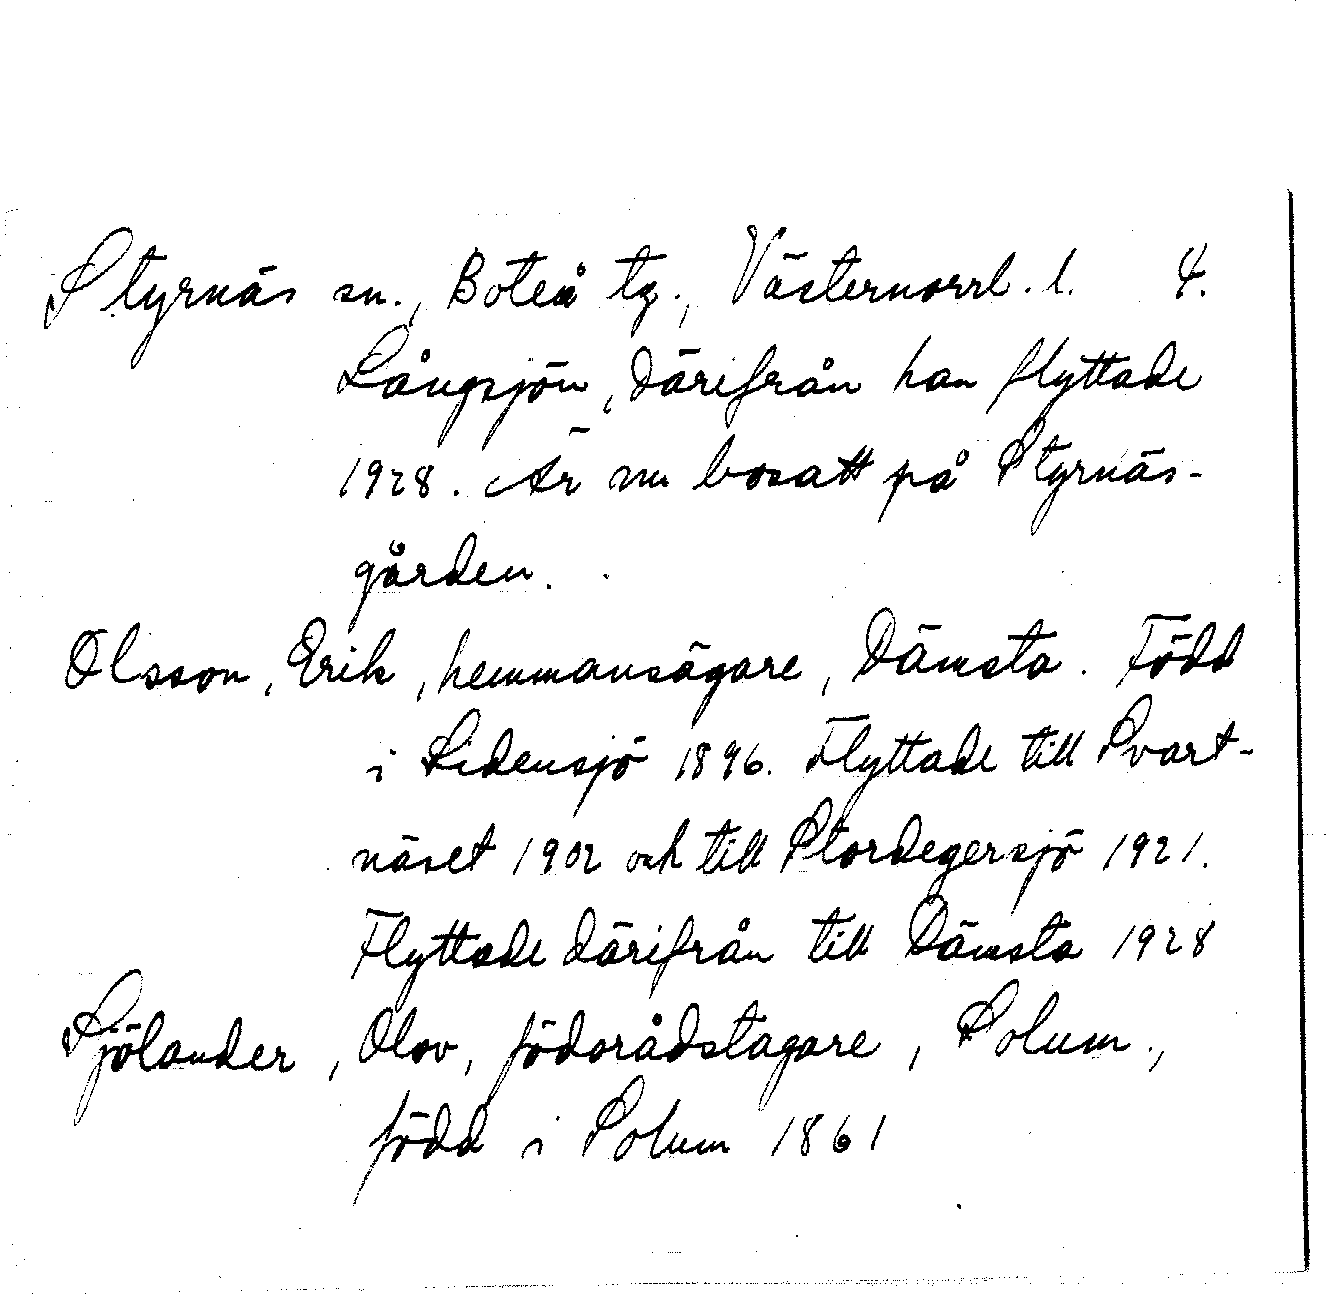 Styrnäs sn., Boteå tg., Västernorrl. l. 4.
Långsjön, därifrån han flyttade
1928. Är nu bosatt på Styrnäs-
gården.
Olsson, Erik, hemmansägare, Dämsta. Född
i Sidensjö 1896. Flyttade till Svart-
näset 1902 och till Stordegersjö 1921.
Flyttade därifrån till Dämsta 1928
Sjölander, Olov, födorådstagare, Solum.,
född i Solum 1861